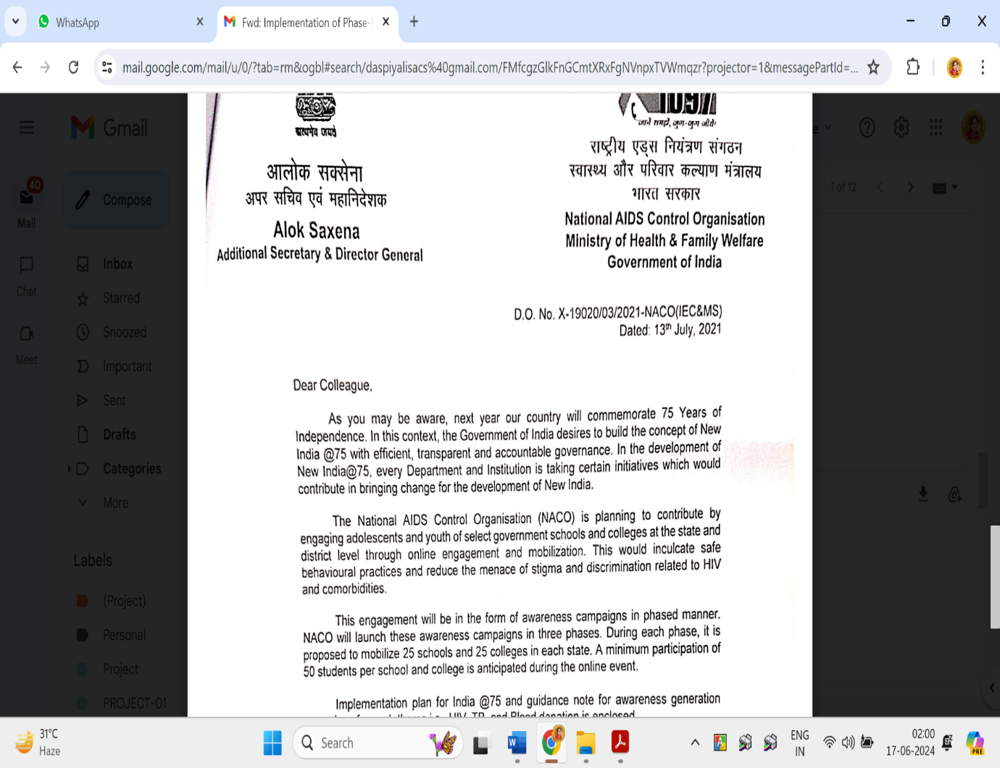 WhatsApp
Fwd: Implementation of Phase-
mail.google.com/mail/u/0/?tab=rm&ogbl#search/daspiyalisacs%40gmail.com/FMfcgzGlkFnGCmtXRxFgNVnpxTVWmqzr?projector=1&messagePartId=...
Gmail
40
Mail
Chat
Meet
Compose
Inbox
Starred
Snoozed
Important
Sent
Drafts
Categories
More
Labels
(Project)
Personal
Project
PROJECT-01
1 of 12
सत्यमेव जयते
आलोक सक्सेना
अपर सचिव एवं महानिदेशक
Alok Saxena
Additional Secretary & Director General
1097
राष्ट्रीय एड्स नियंत्रण संगठन
स्वास्थ्य और परिवार कल्याण मंत्रालय
भारत सरकार
National AIDS Control Organisation
Ministry of Health & Family Welfare
Government of India
D.O. No. X-19020/03/2021-NACO(IEC&MS)
Dated: 13th July, 2021
Dear Colleague,
As you may be aware, next year our country will commemorate 75 Years of
Independence. In this context, the Government of India desires to build the concept of New
India @75 with efficient, transparent and accountable governance. In the development of
New India@75, every Department and Institution is taking certain initiatives which would
contribute in bringing change for the development of New India.
The National AIDS Control Organisation (NACO) is planning to contribute by
engaging adolescents and youth of select government schools and colleges at the state and
district level through online engagement and mobilization. This would inculcate safe
behavioural practices and reduce the menace of stigma and discrimination related to HIV
and comorbidities.
This engagement will be in the form of awareness campaigns in phased manner.
NACO will launch these awareness campaigns in three phases. During each phase, it is
proposed to mobilize 25 schools and 25 colleges in each state. A minimum participation of
50 students per school and college is anticipated during the online event.
Implementation plan for India @75 and guidance note for awareness generation
HIV, TB and Blood donation is enclosed
31°C
Haze
Search
ENG
IN
02:00
17-06-2024
PRE